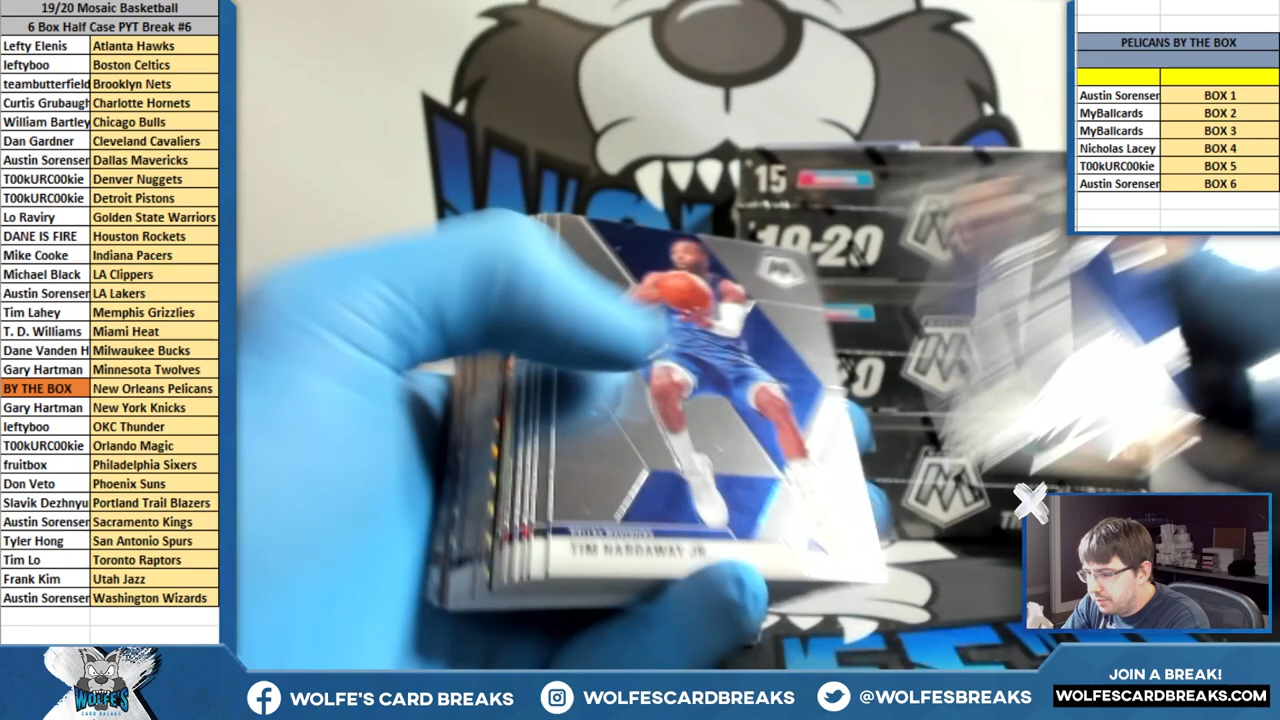 19/20 Mosaic Basketball
6 Box Half Case PYT Break #6
Lefty Elenis Atlanta Hawks
leftyboo Boston Celtics
teambutterfield Brooklyn Nets
Curtis Grubaugh Charlotte Hornets
William Bartley Chicago Bulls
Dan Gardner Cleveland Cavaliers
Austin Sorensen Dallas Mavericks
T00kURC00kie Denver Nuggets
T00kURC00kie Detroit Pistons
Lo Raviry Golden State Warriors
DANE IS FIRE Houston Rockets
Mike Cooke Indiana Pacers
Michael Black LA Clippers
Austin Sorensen LA Lakers
Tim Lahey Memphis Grizzlies
T. D. Williams Miami Heat
Dane Vanden H Milwaukee Bucks
Gary Hartman Minnesota Twolves
BY THE BOX New Orleans Pelicans
Gary Hartman New York Knicks
leftyboo OKC Thunder
T00kURC00kie Orlando Magic
fruitbox Philadelphia Sixers
Don Veto Phoenix Suns
Slavik Dezhnyu Portland Trail Blazers
Austin Sorensen Sacramento Kings
Tyler Hong San Antonio Spurs
Tim Lo Toronto Raptors
Frank Kim Utah Jazz
Austin Sorensen Washington Wizards
PELICANS BY THE BOX
Austin Sorensen BOX 1
MyBallcards BOX 2
MyBallcards BOX 3
Nicholas Lacey BOX 4
T00kURC00kie BOX 5
Austin Sorensen BOX 6
15
19-20
TIM HARDAWAY JR.
WOLFE'S
CARD BREAKS
WOLFE'S CARD BREAKS
WOLFESCARDBREAKS
@WOLFESBREAKS
JOIN A BREAK!
WOLFESCARDBREAKS.COM